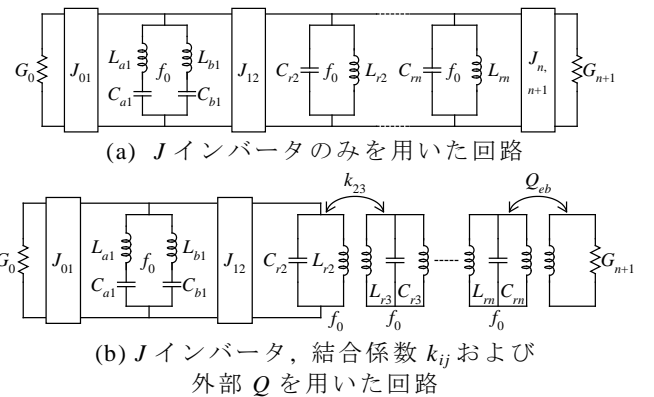 G0 J01 La1 f0 Lb1 Ca1 Cb1 J12 Cr2 f0 Lr2 Crn f0 Lrn Jn, n+1 Gn+1
(a) J インバータのみを用いた回路
k23 Qeb
G0 J01 La1 f0 Lb1 Ca1 Cb1 J12 Cr2 Lr2 Lr3 Cr3 Lrn Crn Gn+1
f0 f0 f0
(b) J インバータ, 結合係数 kij および
外部 Q を用いた回路